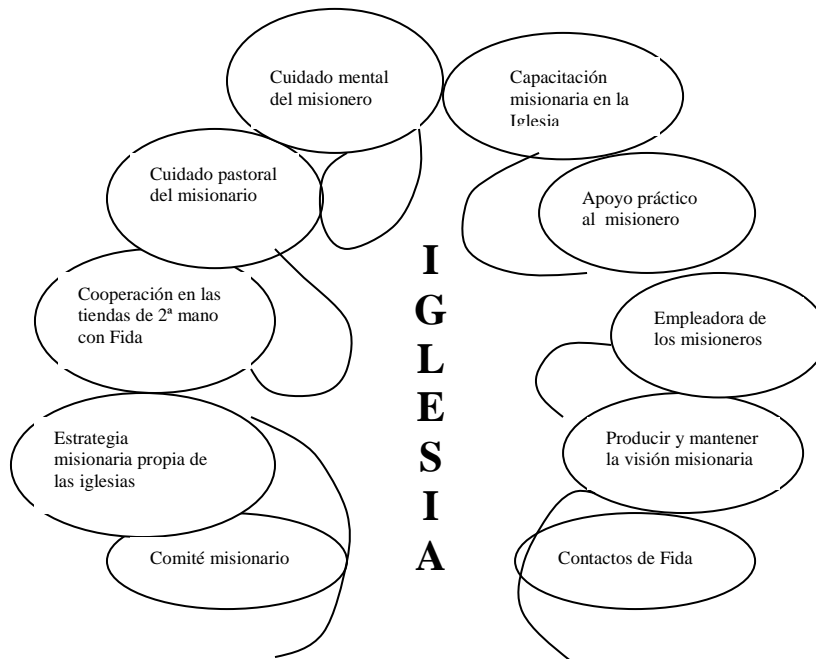 Cuidado mental
del misionero
Capacitación
misionaria en la
Iglesia
Cuidado pastoral
del misionario
Apoyo práctico
al misionero
Cooperación en las
tiendas de 2ª mano
con Fida
Empleadora de
los misioneros
Estrategia
misionaria propia de
las iglesias
Producir y mantener
la visión misionaria
Comité misionario
Contactos de Fida
I
G
L
E
S
I
A